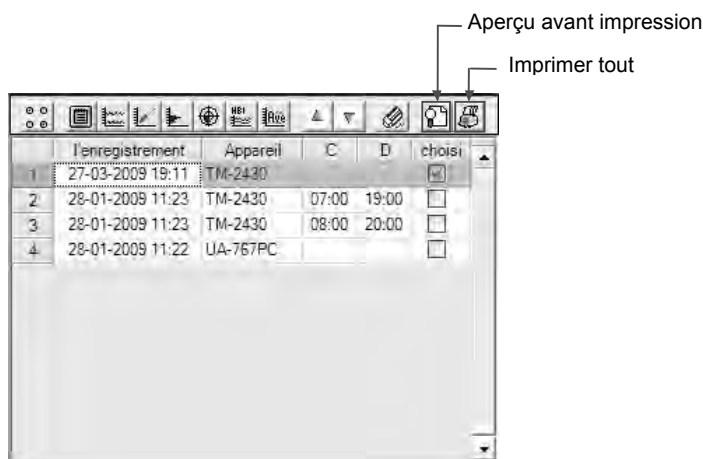 Aperçu avant impression
Imprimer tout
HBI
Ave
l'enregistrement Appareil C D choisi
1 27-03-2009 19:11 TM-2430
2 28-01-2009 11:23 TM-2430 07:00 19:00
3 28-01-2009 11:23 TM-2430 08:00 20:00
4 28-01-2009 11:22 UA-767PC